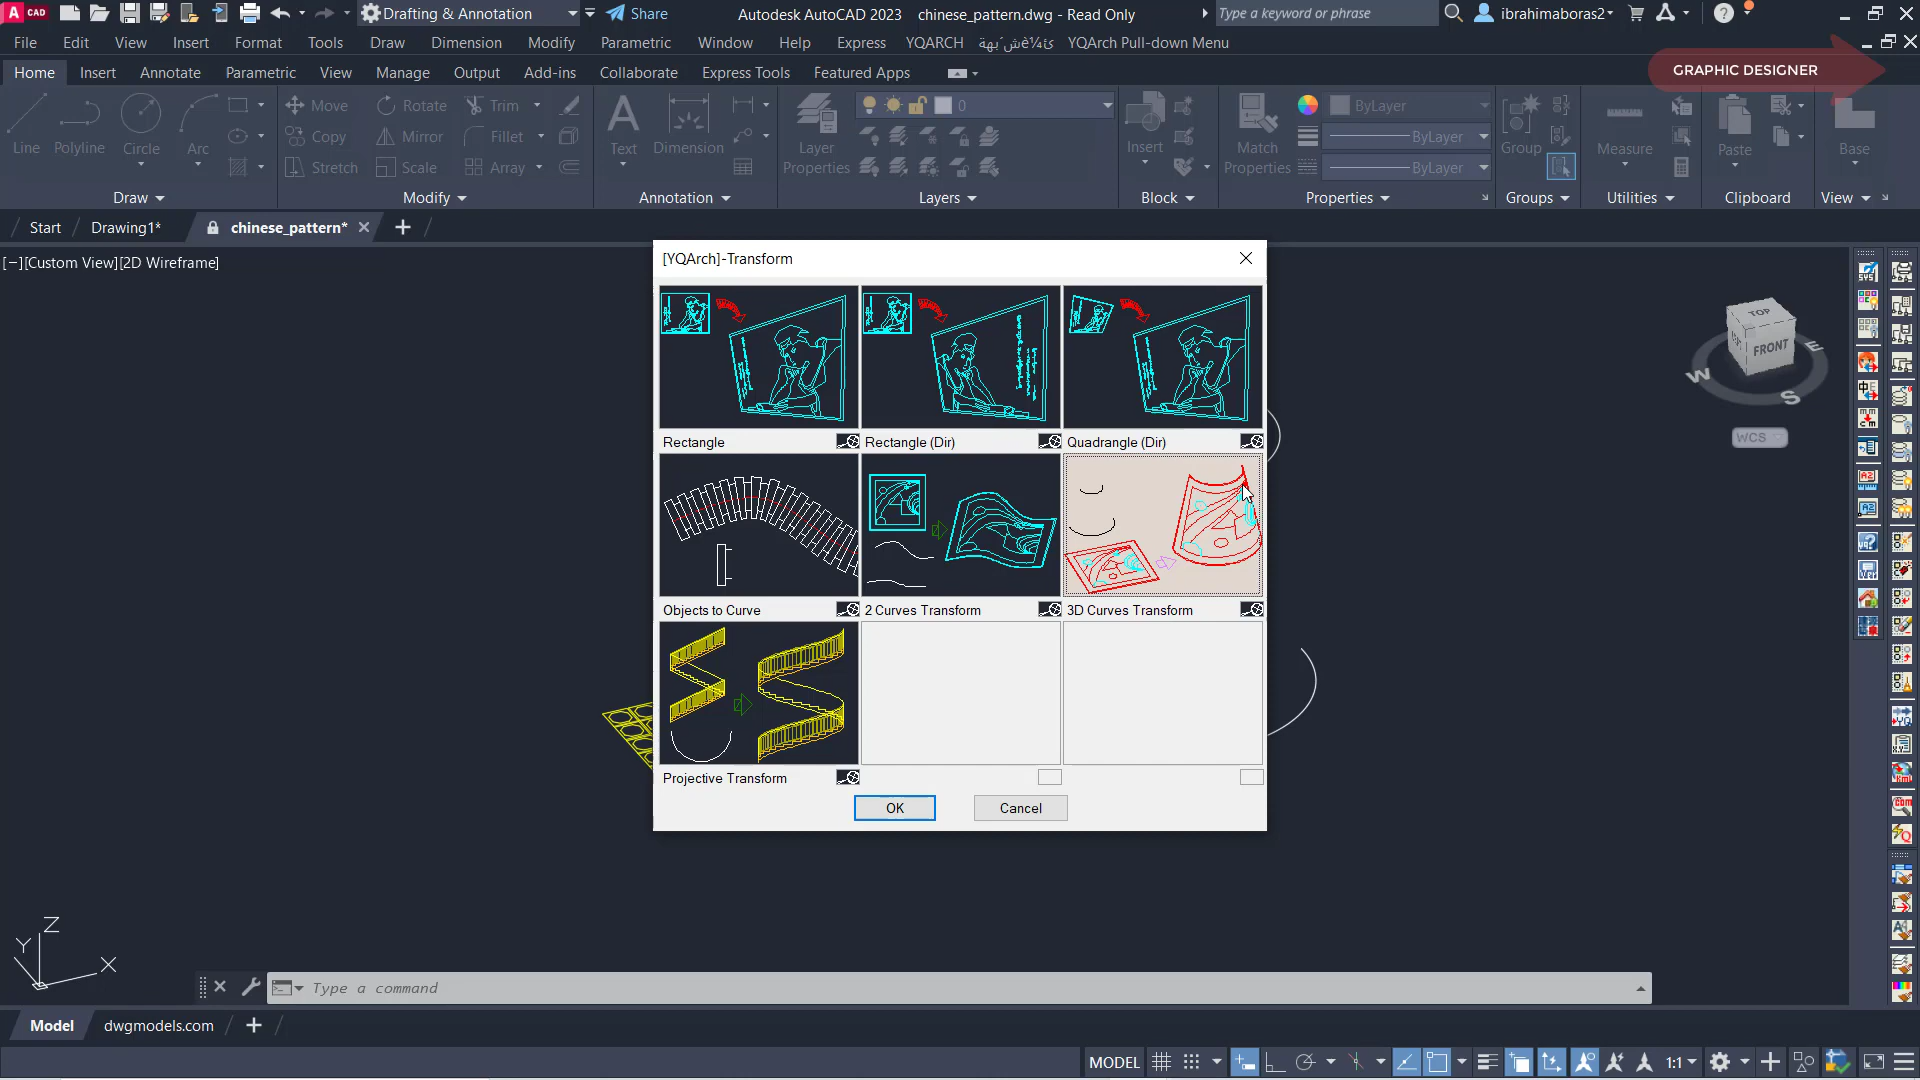 CAD
Drafting & Annotation
Share
Autodesk AutoCAD 2023 chinese_pattern.dwg - Read Only
Type a keyword or phrase
ibrahimaboras2
File Edit View Insert Format Tools Draw Dimension Modify Parametric Window Help Express YQARCH YQArch Pull-down Menu
GRAPHIC DESIGNER
Home Insert Annotate Parametric View Manage Output Add-ins Collaborate Express Tools Featured Apps
Line
Polyline
Circle
Arc
Move
Copy
Stretch
Rotate
Mirror
Scale
Trim
Fillet
Array
Text
Dimension
Layer
Properties
0
Insert
Match
Properties
ByLayer
ByLayer
ByLayer
Group
Measure
Paste
Base
Draw Modify Annotation Layers Block Properties Groups Utilities Clipboard View
Start Drawing1* chinese_pattern*
[−][Custom View][2D Wireframe]
[YQArch]-Transform
Rectangle
Rectangle (Dir)
Quadrangle (Dir)
Objects to Curve
2 Curves Transform
3D Curves Transform
Projective Transform
OK
Cancel
TOP
FRONT
W
E
S
WCS
Z
Y
X
Type a command
Model
dwgmodels.com
MODEL
1:1